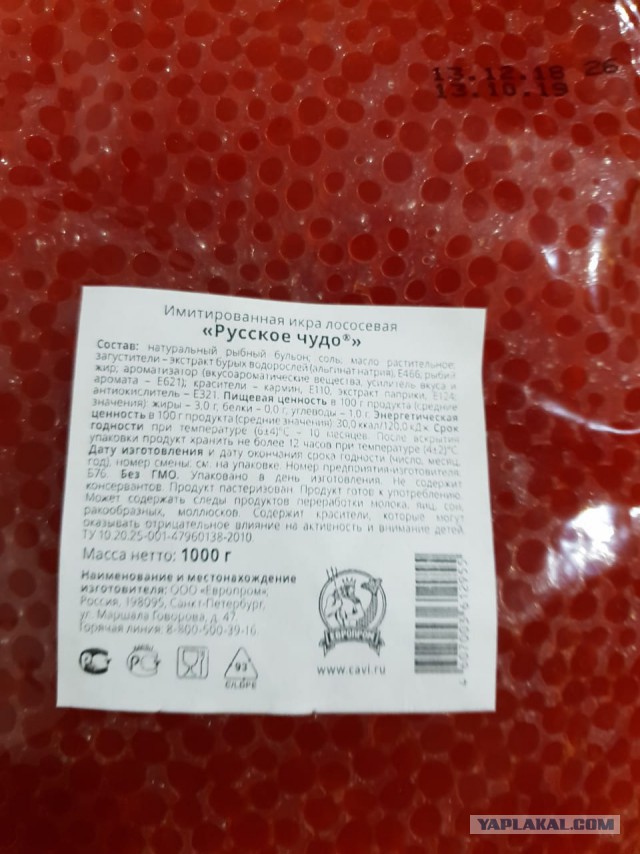 13.12.18 26
13.10.19
Имитированная икра лососевая
«Русское чудо®»
Состав: натуральный рыбный бульон; соль; масло растительное;
загустители – экстракт бурых водорослей (альгинат натрия), Е466; рыбий
жир; ароматизатор (вкусоароматические вещества, усилитель вкуса и
аромата – Е621); красители – кармин, Е110, экстракт паприки, Е124;
антиокислитель – Е321. Пищевая ценность в 100 г продукта (средние
значения): жиры – 3,0 г, белки – 0,0 г, углеводы – 1,0 г. Энергетическая
ценность в 100 г продукта (средние значения) 30,0 ккал/120,0 кДж. Срок
годности при температуре (6±4)°С – 10 месяцев. После вскрытия
упаковки продукт хранить не более 12 часов при температуре (4±2)°С.
Дату изготовления и дату окончания срока годности (число, месяц,
год), номер смены: см. на упаковке. Номер предприятия-изготовителя
Б76. Без ГМО. Упаковано в день изготовления. Не содержит
консервантов. Продукт пастеризован. Продукт готов к употреблению.
Может содержать следы продуктов переработки молока, яиц, сои,
ракообразных, моллюсков. Содержит красители, которые могут
оказывать отрицательное влияние на активность и внимание детей.
ТУ 10.20.25-001-47960138-2010
Масса нетто: 1000 г
Наименование и местонахождение
изготовителя: ООО «Европром»,
Россия, 198095, Санкт-Петербург,
ул. Маршала Говорова, д. 47
Горячая линия: 8-800-500-39-16
ЕВРОПРОМ
www.cavi.ru
93
C/LDPE
YAPLAKAL.COM